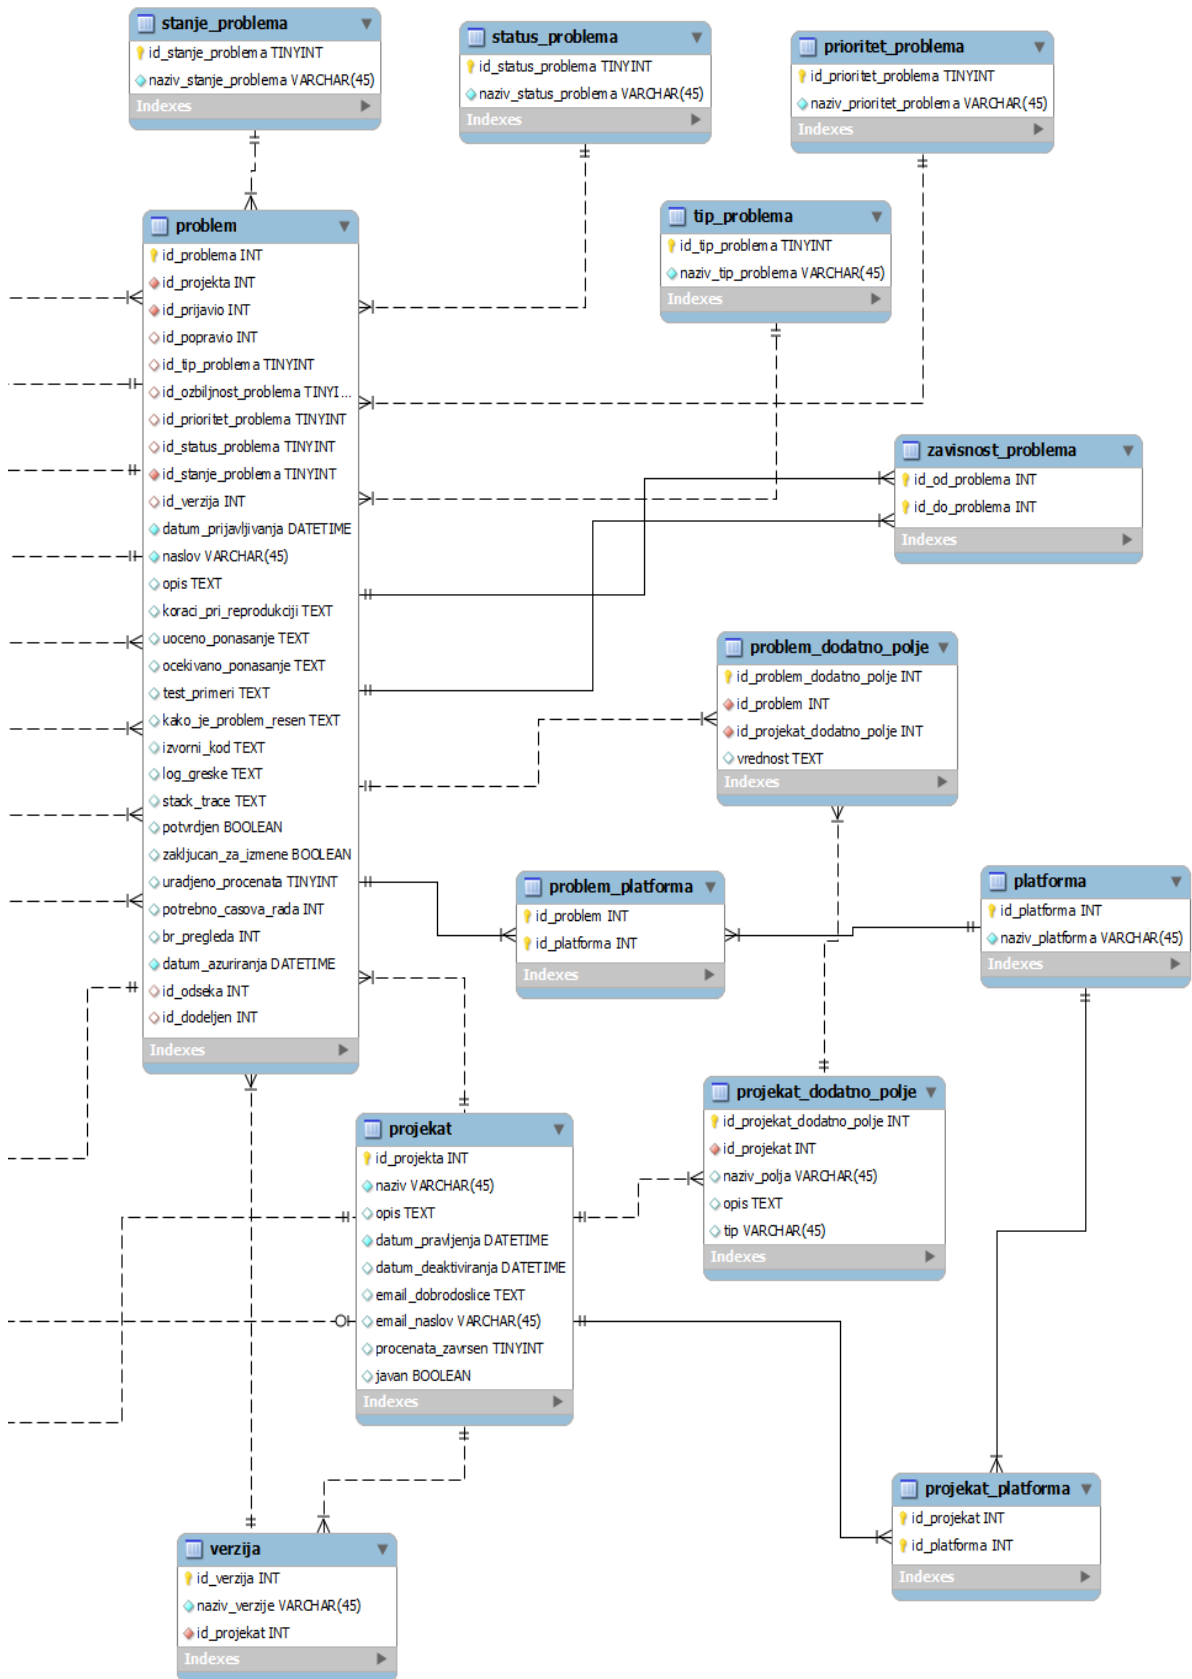 stanje_problema
id_stanje_problema TINYINT
naziv_stanje_problema VARCHAR(45)
Indexes
status_problema
id_status_problema TINYINT
naziv_status_problema VARCHAR(45)
Indexes
prioritet_problema
id_prioritet_problema TINYINT
naziv_prioritet_problema VARCHAR(45)
Indexes
tip_problema
id_tip_problema TINYINT
naziv_tip_problema VARCHAR(45)
Indexes
problem
id_problema INT
id_projekta INT
id_prijavio INT
id_popravio INT
id_tip_problema TINYINT
id_ozbiljnost_problema TINYI...
id_prioritet_problema TINYINT
id_status_problema TINYINT
id_stanje_problema TINYINT
id_verzija INT
datum_prijavljivanja DATETIME
naslov VARCHAR(45)
opis TEXT
koraci_pri_reprodukciji TEXT
uoceno_ponasanje TEXT
ocekivano_ponasanje TEXT
test_primeri TEXT
kako_je_problem_resen TEXT
izvorni_kod TEXT
log_greske TEXT
stack_trace TEXT
potvrdjen BOOLEAN
zakljucan_za_izmene BOOLEAN
uradjeno_procenata TINYINT
potrebno_casova_rada INT
br_pregleda INT
datum_azuriranja DATETIME
id_odseka INT
id_dodeljen INT
Indexes
zavisnost_problema
id_od_problema INT
id_do_problema INT
Indexes
problem_dodatno_polje
id_problem_dodatno_polje INT
id_problem INT
id_projekat_dodatno_polje INT
vrednost TEXT
Indexes
problem_platforma
id_problem INT
id_platforma INT
Indexes
platforma
id_platforma INT
naziv_platforma VARCHAR(45)
Indexes
projekat_dodatno_polje
id_projekat_dodatno_polje INT
id_projekat INT
naziv_polja VARCHAR(45)
opis TEXT
tip VARCHAR(45)
Indexes
projekat
id_projekta INT
naziv VARCHAR(45)
opis TEXT
datum_pravljenja DATETIME
datum_deaktiviranja DATETIME
email_dobrodoslice TEXT
email_naslov VARCHAR(45)
procenata_zavrsen TINYINT
javan BOOLEAN
Indexes
projekat_platforma
id_projekat INT
id_platforma INT
Indexes
verzija
id_verzija INT
naziv_verzije VARCHAR(45)
id_projekat INT
Indexes